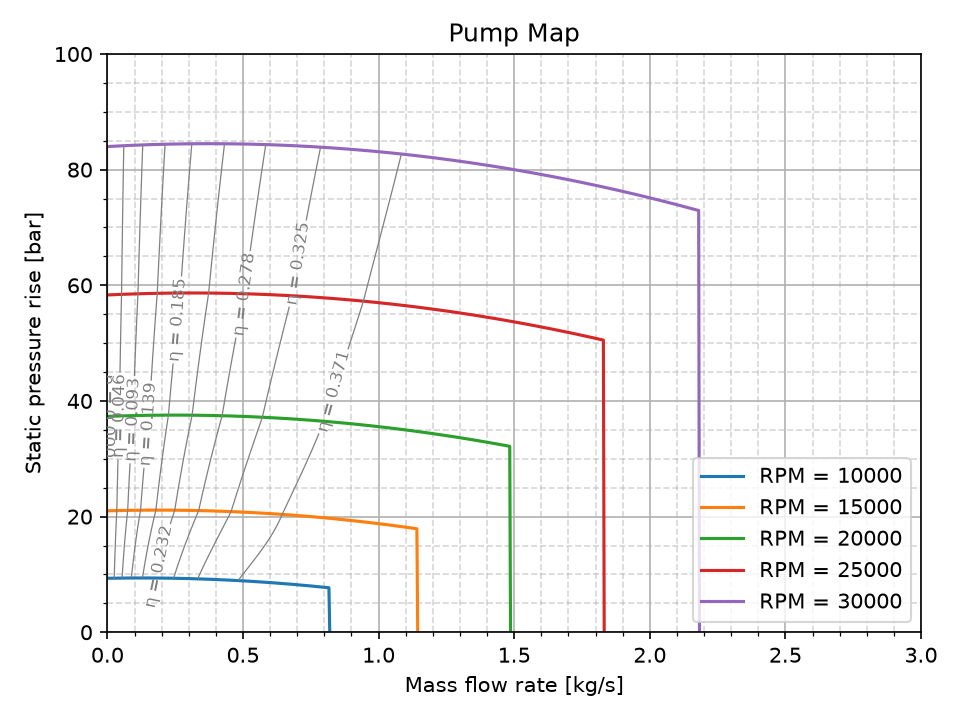 Pump Map
Static pressure rise [bar]
100
80
60
40
20
0
η = 0.046
η = 0.093
η = 0.139
η = 0.185
η = 0.232
η = 0.278
η = 0.325
η = 0.371
RPM = 10000
RPM = 15000
RPM = 20000
RPM = 25000
RPM = 30000
0.0 0.5 1.0 1.5 2.0 2.5 3.0
Mass flow rate [kg/s]